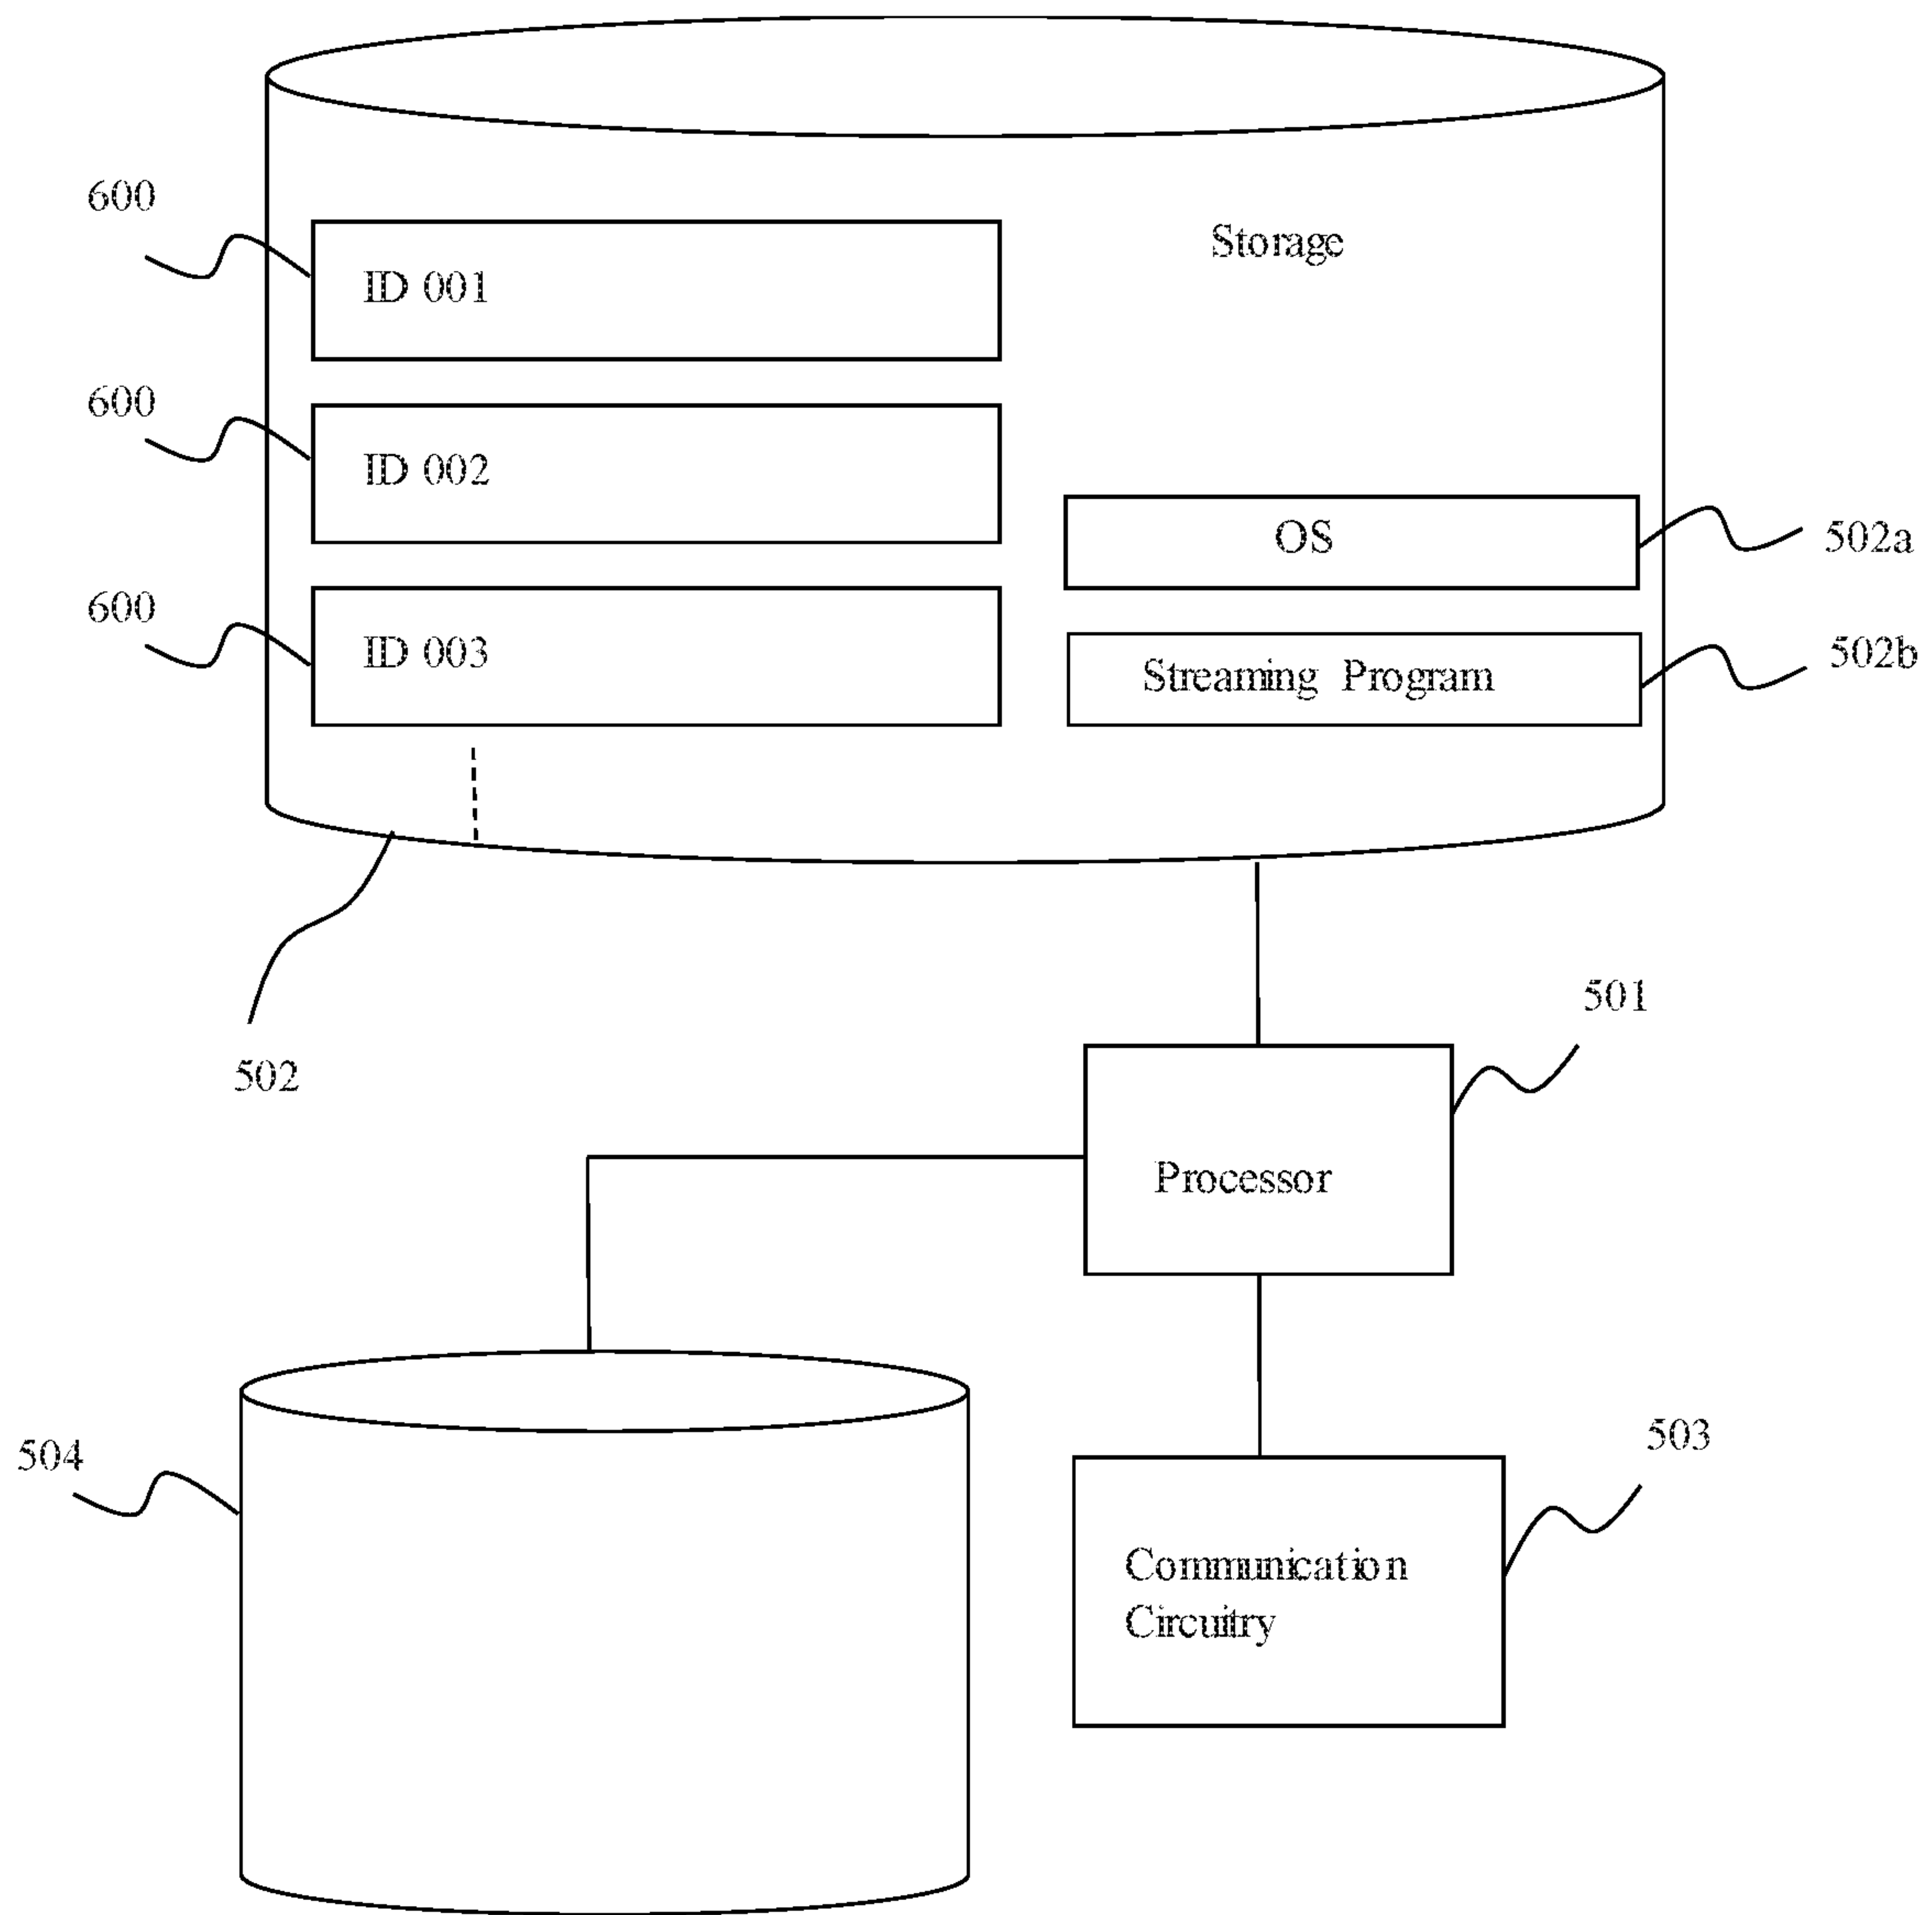 600
Storage
ID 001
600
ID 002
OS
502a
600
ID 003
Streaming Program
502b
501
502
Processor
503
504
Communication
Circuitry